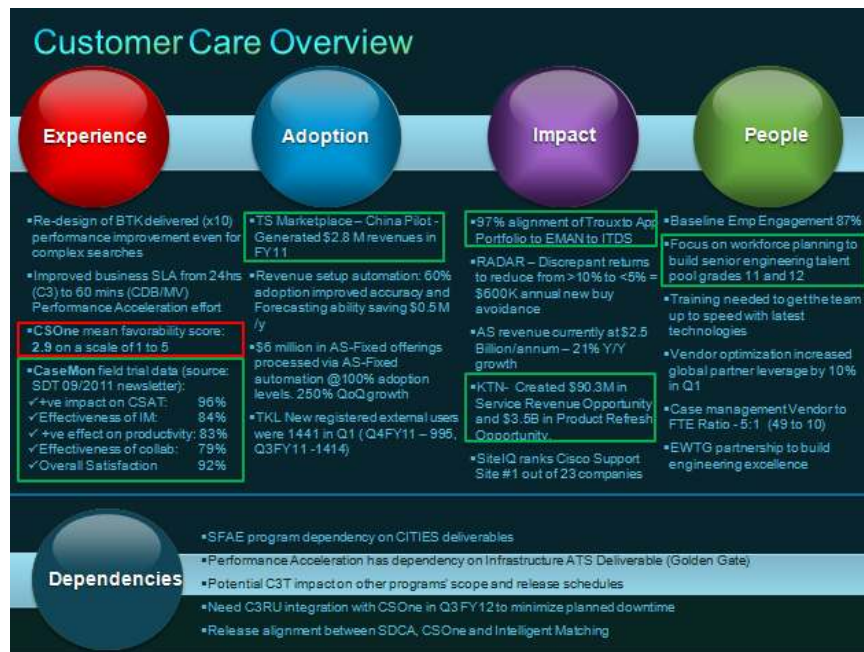 Customer Care Overview
Experience
▪Re-design of BTK delivered (x10)
performance improvement even for
complex searches
▪Improved business SLA from 24hrs
(C3) to 60 mins (CDB/MV)
Performance Acceleration effort
▪CSOne mean favorability score:
2.9 on a scale of 1 to 5
▪CaseMon field trial data (source:
SDT 09/2011 newsletter):
✓+ve impact on CSAT: 96%
✓Effectiveness of IM: 84%
✓+ve effect on productivity: 83%
✓Effectiveness of collab: 79%
✓Overall Satisfaction 92%
Adoption
▪TS Marketplace – China Pilot -
Generated $2.8 M revenues in
FY11
▪Revenue setup automation: 60%
adoption improved accuracy and
Forecasting ability saving $0.5 M
/y
▪$6 million in AS-Fixed offerings
processed via AS-Fixed
automation @100% adoption
levels. 250% QoQ growth
▪TKL New registered external users
were 1441 in Q1 ( Q4FY11 – 995,
Q3FY11 -1414)
Impact
▪97% alignment of Troux to App
Portfolio to EMAN to ITDS
▪RADAR – Discrepant returns
to reduce from >10% to <5% =
$600K annual new buy
avoidance
▪AS revenue currently at $2.5
Billion/annum – 21% Y/Y
growth
▪KTN- Created $90.3M in
Service Revenue Opportunity
and $3.5B in Product Refresh
Opportunity.
▪SiteIQ ranks Cisco Support
Site #1 out of 23 companies
People
▪Baseline Emp Engagement 87%
▪Focus on workforce planning to
build senior engineering talent
pool grades 11 and 12
▪Training needed to get the team
up to speed with latest
technologies
▪Vendor optimization increased
global partner leverage by 10%
in Q1
▪Case management Vendor to
FTE Ratio - 5:1 (49 to 10)
▪EWTG partnership to build
engineering excellence
Dependencies
▪SFAE program dependency on CITIES deliverables
▪Performance Acceleration has dependency on Infrastructure ATS Deliverable (Golden Gate)
▪Potential C3T impact on other programs' scope and release schedules
▪Need C3RU integration with CSOne in Q3 FY12 to minimize planned downtime
▪Release alignment between SDCA, CSOne and Intelligent Matching